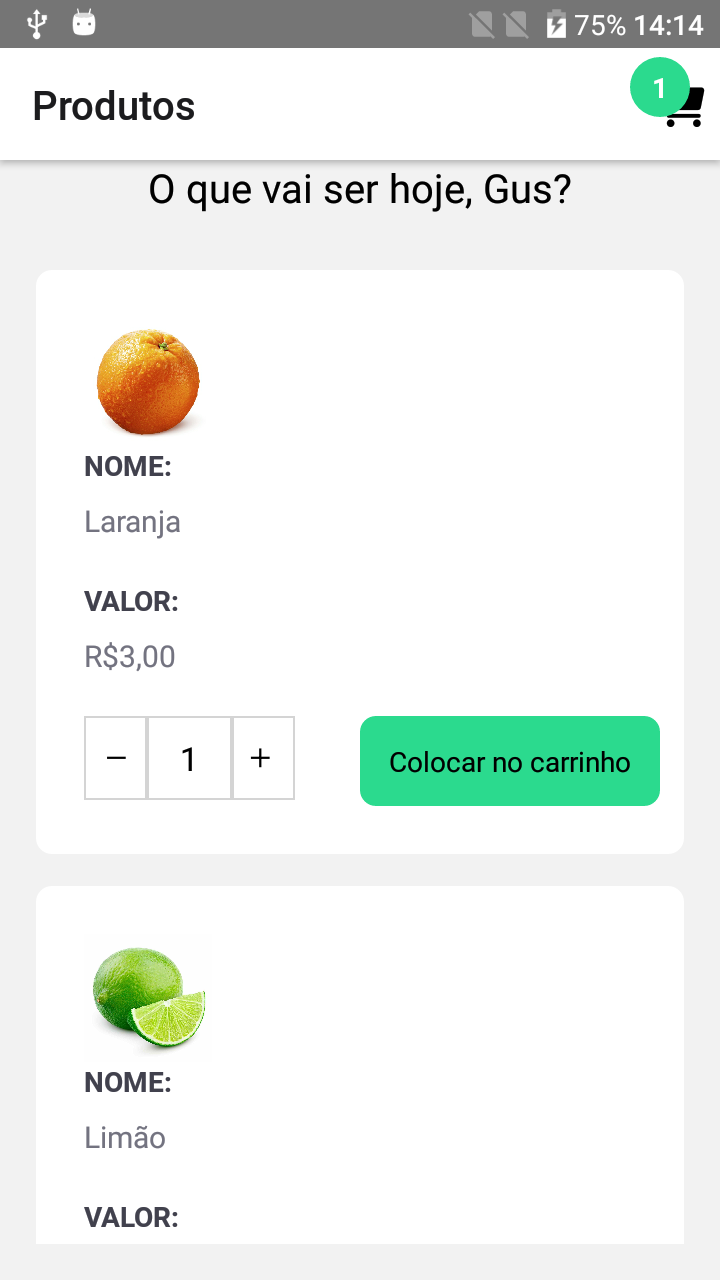 75% 14:14
Produtos
1
O que vai ser hoje, Gus?
NOME:
Laranja
VALOR:
R$3,00
− 1 +
Colocar no carrinho
NOME:
Limão
VALOR: